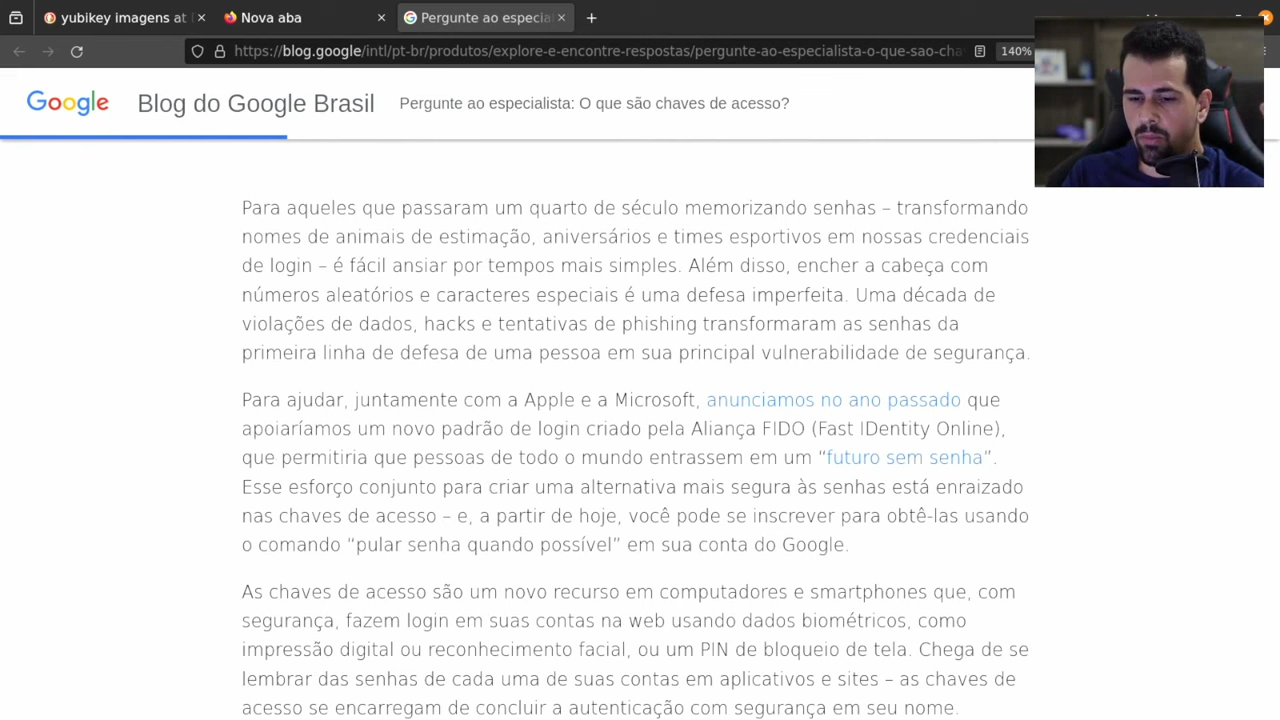 yubikey imagens at
Nova aba
Pergunte ao especia
https://blog.google/intl/pt-br/produtos/explore-e-encontre-respostas/pergunte-ao-especialista-o-que-sao-cha
140%
Google
Blog do Google Brasil
Pergunte ao especialista: O que são chaves de acesso?
Para aqueles que passaram um quarto de século memorizando senhas – transformando
nomes de animais de estimação, aniversários e times esportivos em nossas credenciais
de login – é fácil ansiar por tempos mais simples. Além disso, encher a cabeça com
números aleatórios e caracteres especiais é uma defesa imperfeita. Uma década de
violações de dados, hacks e tentativas de phishing transformaram as senhas da
primeira linha de defesa de uma pessoa em sua principal vulnerabilidade de segurança.
Para ajudar, juntamente com a Apple e a Microsoft, anunciamos no ano passado que
apoiaríamos um novo padrão de login criado pela Aliança FIDO (Fast IDentity Online),
que permitiria que pessoas de todo o mundo entrassem em um “futuro sem senha”.
Esse esforço conjunto para criar uma alternativa mais segura às senhas está enraizado
nas chaves de acesso – e, a partir de hoje, você pode se inscrever para obtê-las usando
o comando “pular senha quando possível” em sua conta do Google.
As chaves de acesso são um novo recurso em computadores e smartphones que, com
segurança, fazem login em suas contas na web usando dados biométricos, como
impressão digital ou reconhecimento facial, ou um PIN de bloqueio de tela. Chega de se
lembrar das senhas de cada uma de suas contas em aplicativos e sites – as chaves de
acesso se encarregam de concluir a autenticação com segurança em seu nome.